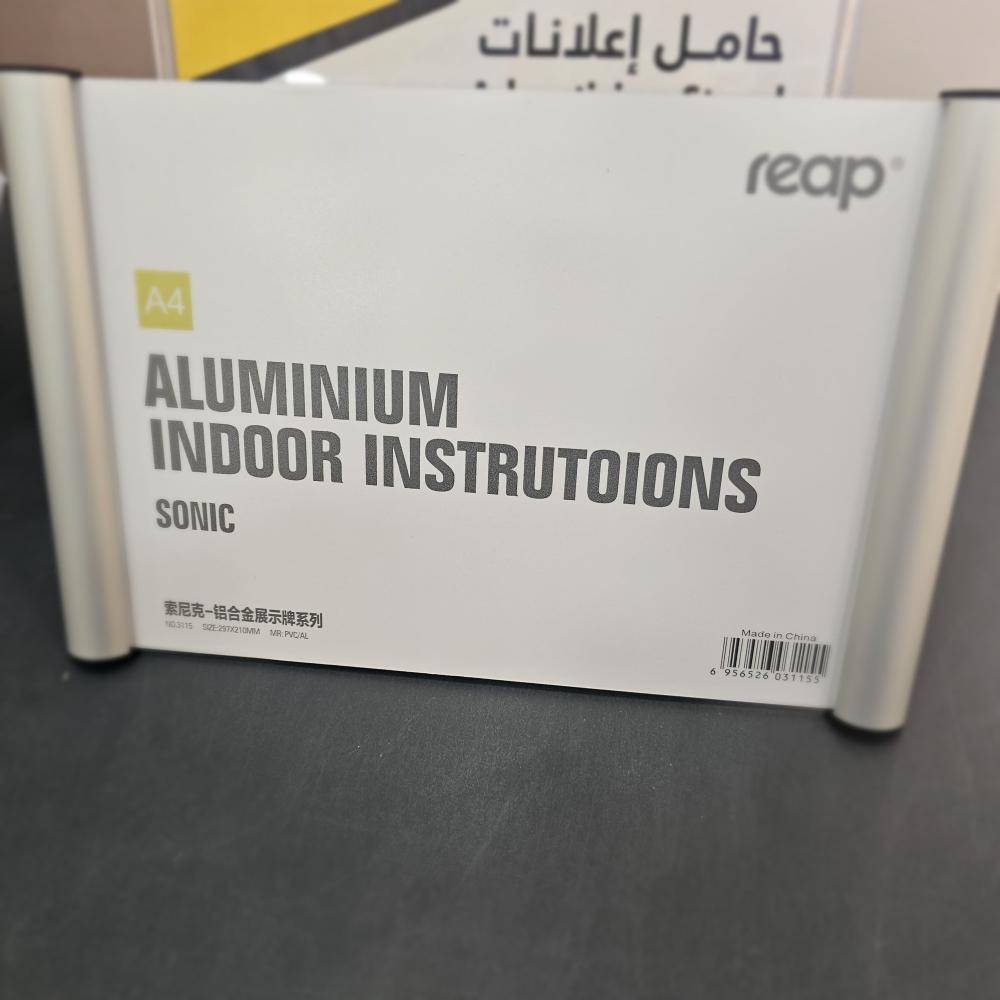 حامل إعلانات
reap®
A4
ALUMINIUM
INDOOR INSTRUTOIONS
SONIC
索尼克-铝合金展示牌系列
NO.3115 SIZE:297X210MM MR: PVC/AL
Made in China
6 956526 031155